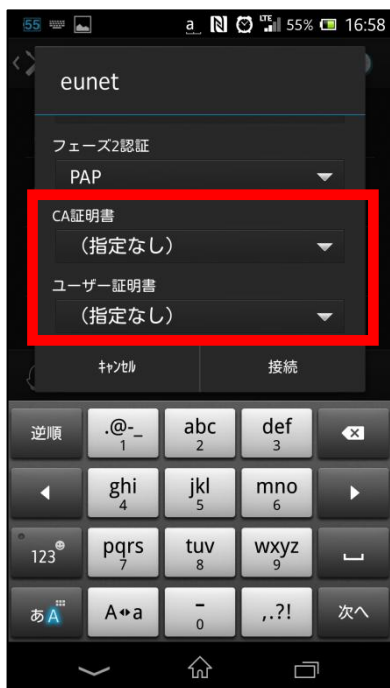 55 a LTE 55% 16:58
eunet
フェーズ2認証
PAP
CA証明書
(指定なし)
ユーザー証明書
(指定なし)
ｷｬﾝｾﾙ 接続
逆順 .@-_ abc def
1 2 3
ghi jkl mno
4 5 6
123 pqrs tuv wxyz
7 8 9
あA A⇔a - ,.?! 次へ
0